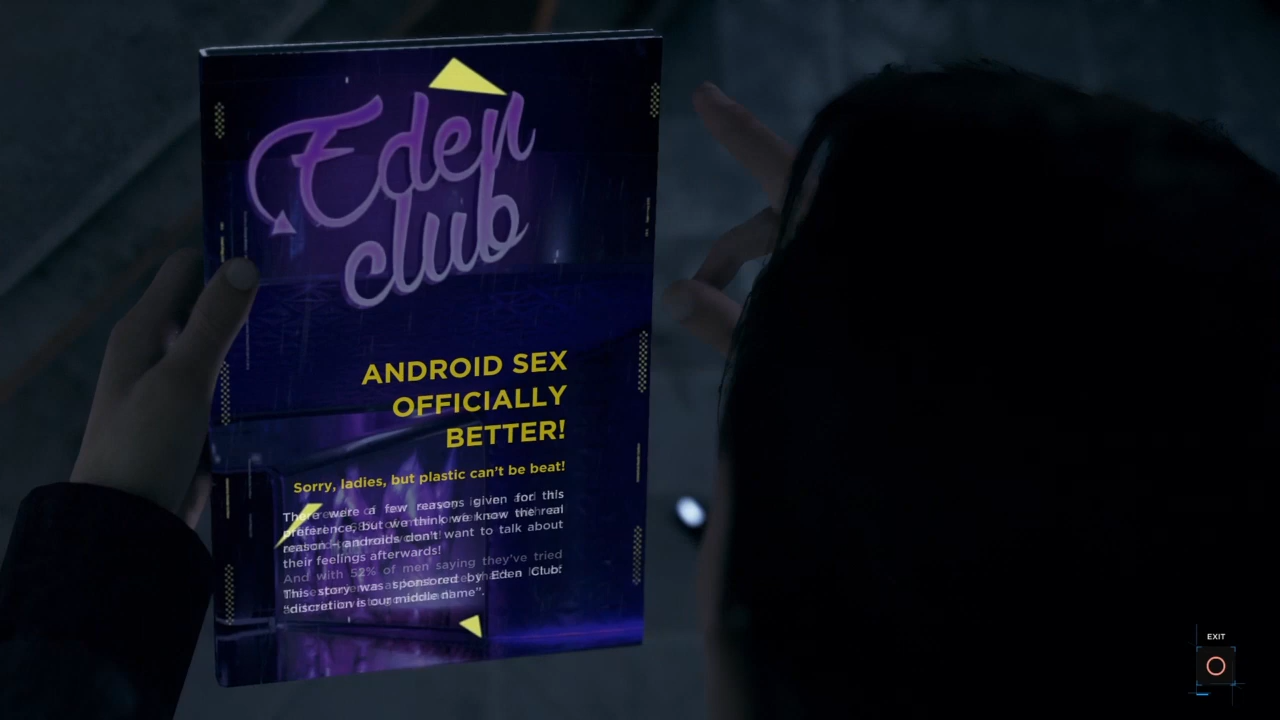 Eden
club
ANDROID SEX
OFFICIALLY
BETTER!
Sorry, ladies, but plastic can't be beat!
There were a few reasons given for this
preference, but we think we know the real
reason – androids don't want to talk about
their feelings afterwards!
And with 52% of men saying they've tried
This story was sponsored by Eden Club:
"discretion is our middle name".
EXIT